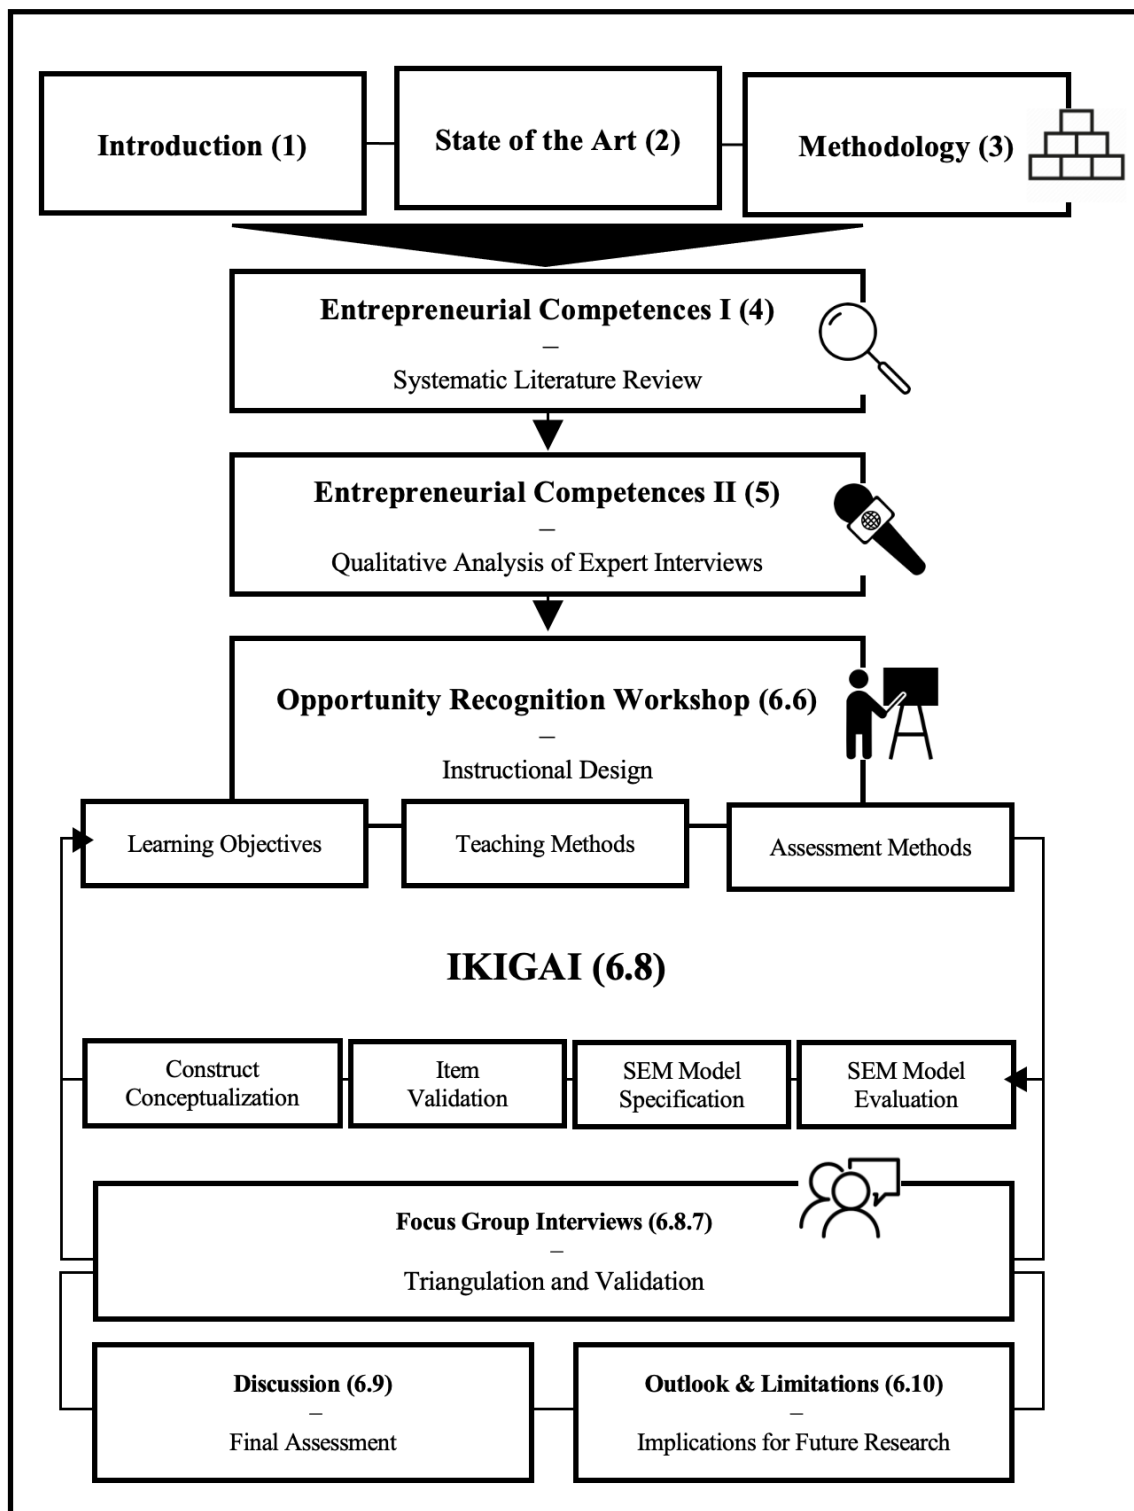 Introduction (1)
State of the Art (2)
Methodology (3)
Entrepreneurial Competences I (4)
–
Systematic Literature Review
Entrepreneurial Competences II (5)
–
Qualitative Analysis of Expert Interviews
Opportunity Recognition Workshop (6.6)
–
Instructional Design
Learning Objectives
Teaching Methods
Assessment Methods
IKIGAI (6.8)
Construct
Conceptualization
Item
Validation
SEM Model
Specification
SEM Model
Evaluation
Focus Group Interviews (6.8.7)
–
Triangulation and Validation
Discussion (6.9)
–
Final Assessment
Outlook & Limitations (6.10)
–
Implications for Future Research